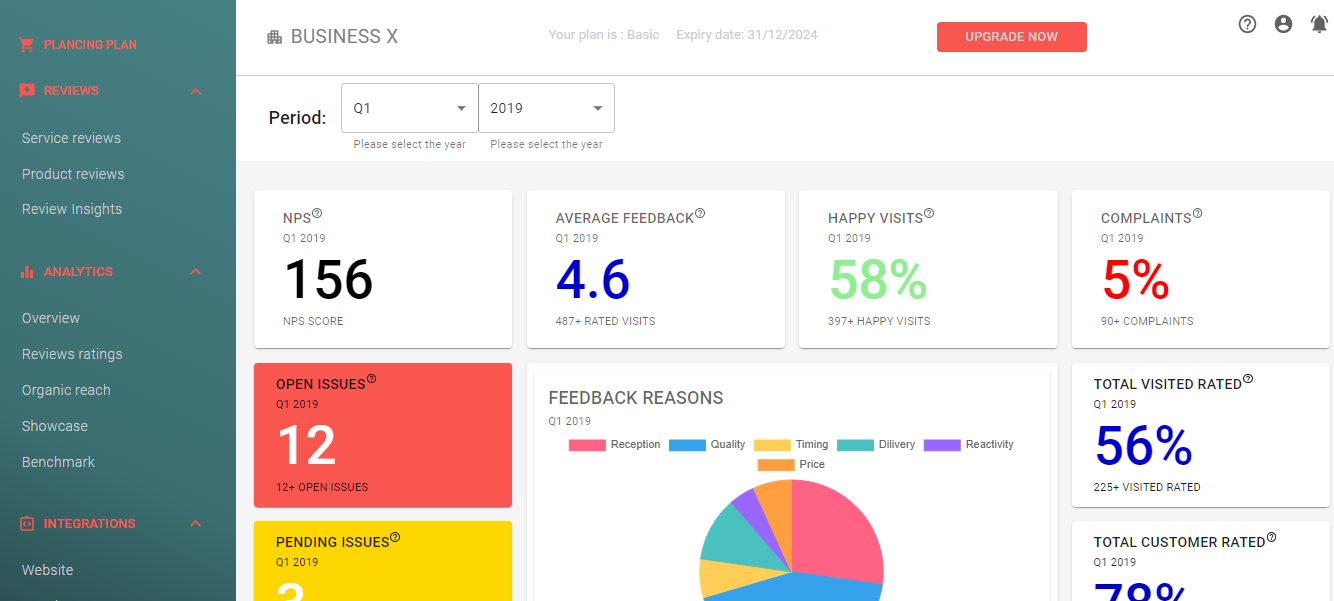 PLANCING PLAN
REVIEWS
Service reviews
Product reviews
Review Insights
ANALYTICS
Overview
Reviews ratings
Organic reach
Showcase
Benchmark
INTEGRATIONS
Website
BUSINESS X
Your plan is : Basic Expiry date: 31/12/2024
UPGRADE NOW
Period:
Q1
2019
Please select the year
Please select the year
NPS
Q1 2019
156
NPS SCORE
AVERAGE FEEDBACK
Q1 2019
4.6
487+ RATED VISITS
HAPPY VISITS
Q1 2019
58%
397+ HAPPY VISITS
COMPLAINTS
Q1 2019
5%
90+ COMPLAINTS
OPEN ISSUES
Q1 2019
12
12+ OPEN ISSUES
FEEDBACK REASONS
Q1 2019
Reception Quality Timing Dilivery Reactivity
Price
TOTAL VISITED RATED
Q1 2019
56%
225+ VISITED RATED
PENDING ISSUES
Q1 2019
TOTAL CUSTOMER RATED
Q1 2019